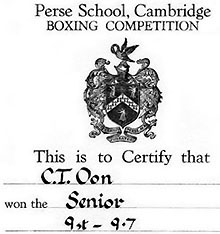 Perse School, Cambridge
BOXING COMPETITION
This is to Certify that
C.T. Oon
won the Senior
9st - 9.7